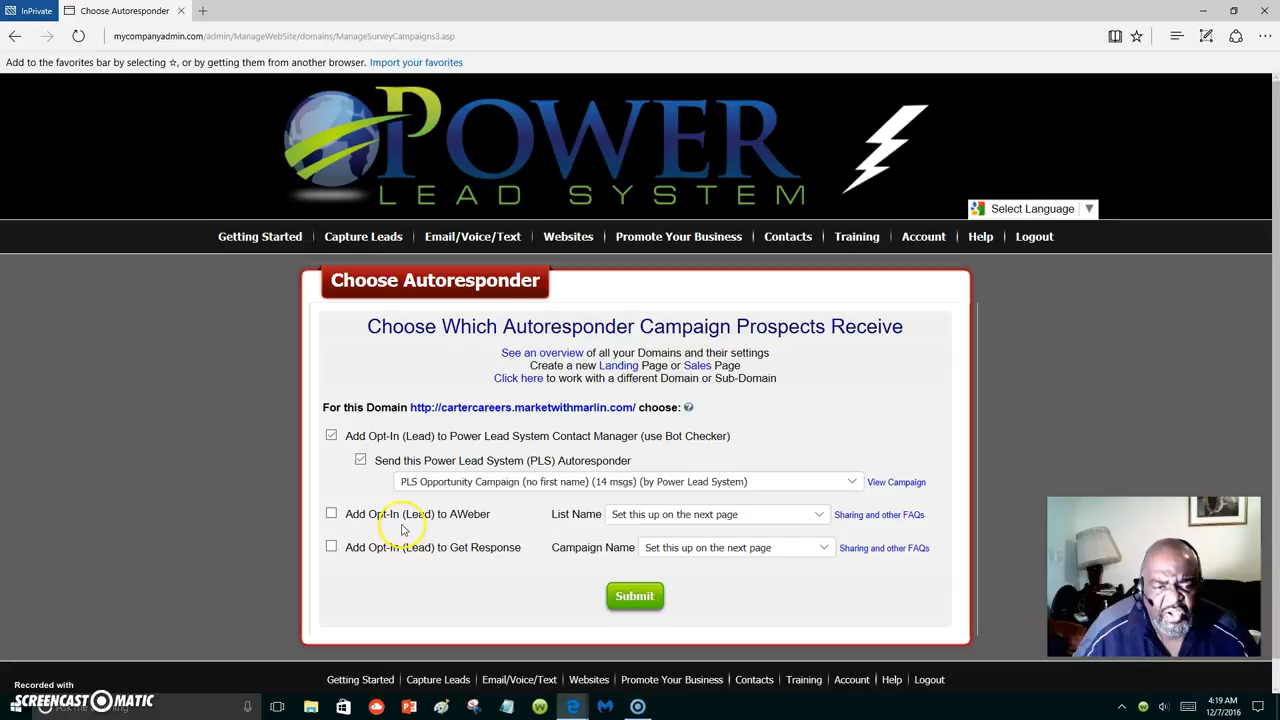 InPrivate
Choose Autoresponder
mycompanyadmin.com/admin/ManageWebSite/domains/ManageSurveyCampaigns3.asp
Add to the favorites bar by selecting ☆, or by getting them from another browser. Import your favorites
POWER
LEAD SYSTEM
Select Language ▼
Getting Started | Capture Leads | Email/Voice/Text | Websites | Promote Your Business | Contacts | Training | Account | Help | Logout
Choose Autoresponder
Choose Which Autoresponder Campaign Prospects Receive
See an overview of all your Domains and their settings
Create a new Landing Page or Sales Page
Click here to work with a different Domain or Sub-Domain
For this Domain http://cartercareers.marketwithmarlin.com/ choose: ?
Add Opt-In (Lead) to Power Lead System Contact Manager (use Bot Checker)
Send this Power Lead System (PLS) Autoresponder
PLS Opportunity Campaign (no first name) (14 msgs) (by Power Lead System) View Campaign
Add Opt-In (Lead) to AWeber List Name Set this up on the next page Sharing and other FAQs
Add Opt-In (Lead) to Get Response Campaign Name Set this up on the next page Sharing and other FAQs
Submit
Getting Started | Capture Leads | Email/Voice/Text | Websites | Promote Your Business | Contacts | Training | Account | Help | Logout
Recorded with
SCREENCAST-O-MATIC
4:19 AM
12/7/2016